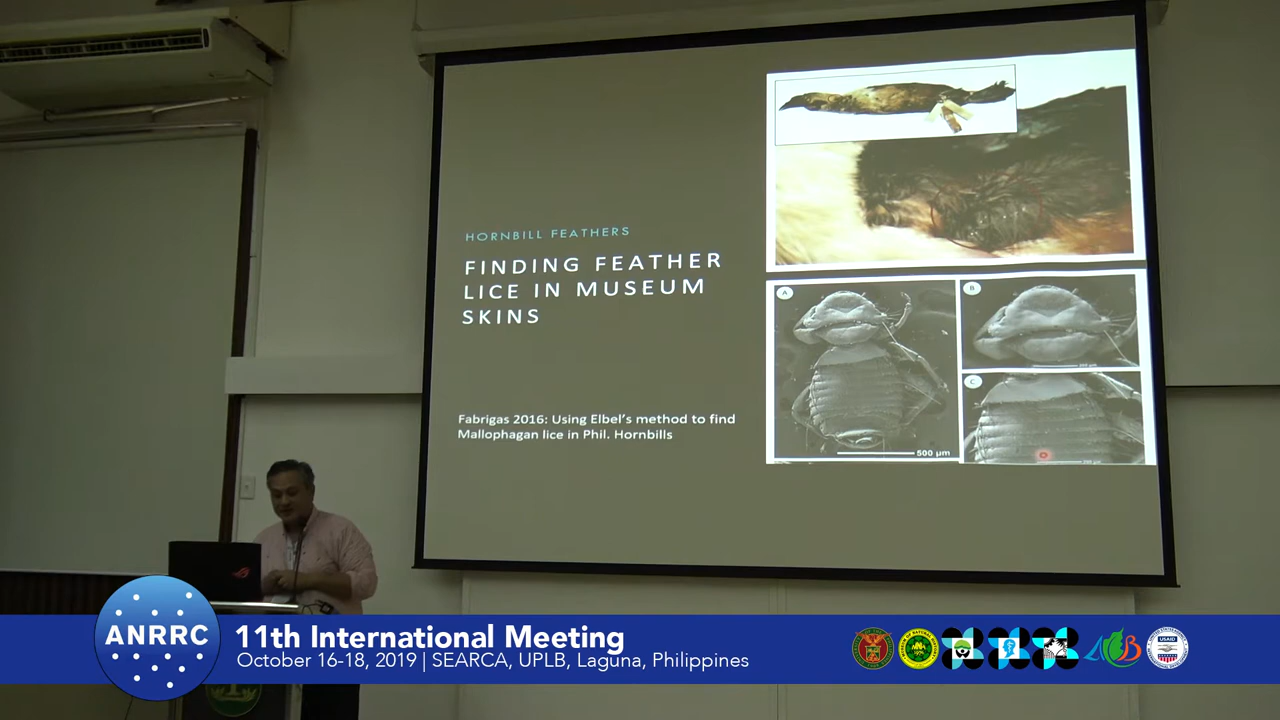 HORNBILL FEATHERS
FINDING FEATHER
LICE IN MUSEUM
SKINS
Fabrigas 2016: Using Elbel's method to find
Mallophagan lice in Phil. Hornbills
A
B
C
500 µm
ANRRC
11th International Meeting
October 16-18, 2019 | SEARCA, UPLB, Laguna, Philippines
USAID